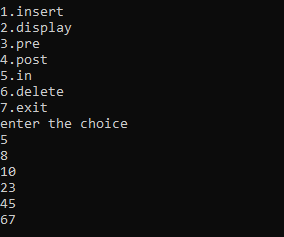 1.insert
2.display
3.pre
4.post
5.in
6.delete
7.exit
enter the choice
5
8
10
23
45
67